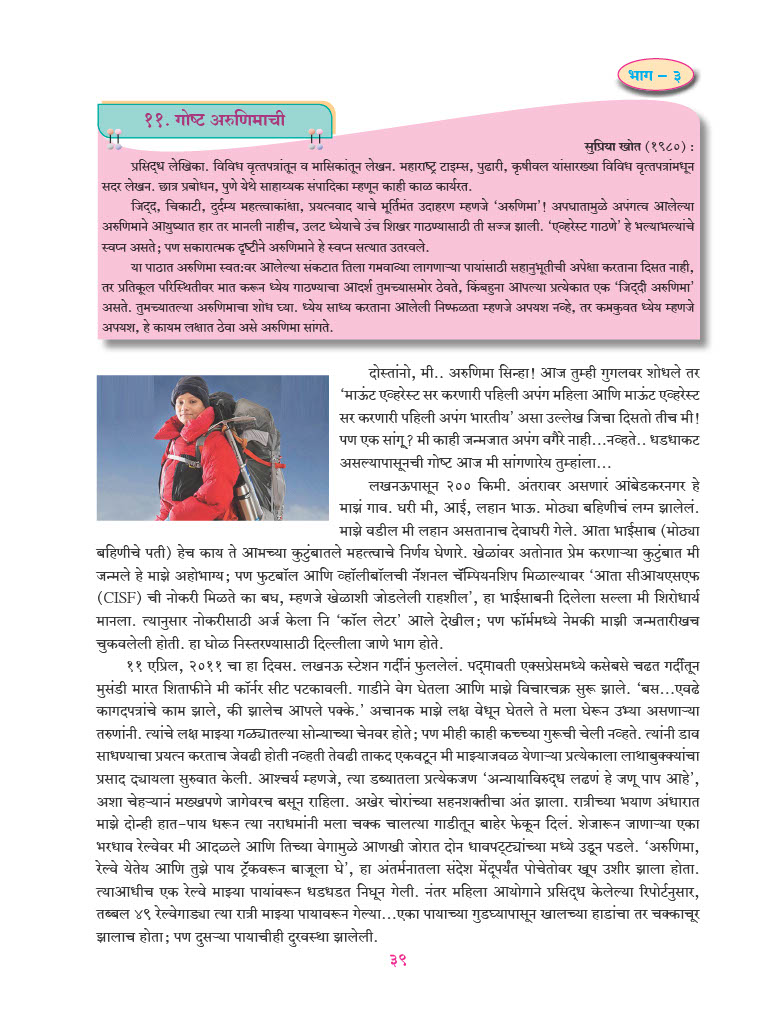 भाग – ३
११. गोष्ट अरुणिमाची
सुप्रिया खोत (१९८०) :
प्रसिद्ध लेखिका. विविध वृत्तपत्रांतून व मासिकांतून लेखन. महाराष्ट्र टाइम्स, पुढारी, कृषीवल यांसारख्या विविध वृत्तपत्रांमधून
सदर लेखन. छात्र प्रबोधन, पुणे येथे साहाय्यक संपादिका म्हणून काही काळ कार्यरत.
जिद्द, चिकाटी, दुर्दम्य महत्त्वाकांक्षा, प्रयत्नवाद याचे मूर्तिमंत उदाहरण म्हणजे ‘अरुणिमा’! अपघातामुळे अपंगत्व आलेल्या
अरुणिमाने आयुष्यात हार तर मानली नाहीच, उलट ध्येयाचे उंच शिखर गाठण्यासाठी ती सज्ज झाली. ‘एव्हरेस्ट गाठणे’ हे भल्याभल्यांचे
स्वप्न असते; पण सकारात्मक दृष्टीने अरुणिमाने हे स्वप्न सत्यात उतरवले.
या पाठात अरुणिमा स्वत:वर आलेल्या संकटात तिला गमवाव्या लागणाऱ्या पायांसाठी सहानुभूतीची अपेक्षा करताना दिसत नाही,
तर प्रतिकूल परिस्थितीवर मात करून ध्येय गाठण्याचा आदर्श तुमच्यासमोर ठेवते, किंबहुना आपल्या प्रत्येकात एक ‘जिद्दी अरुणिमा’
असते. तुमच्यातल्या अरुणिमाचा शोध घ्या. ध्येय साध्य करताना आलेली निष्फळता म्हणजे अपयश नव्हे, तर कमकुवत ध्येय म्हणजे
अपयश, हे कायम लक्षात ठेवा असे अरुणिमा सांगते.
दोस्तांनो, मी.. अरुणिमा सिन्हा! आज तुम्ही गुगलवर शोधले तर
‘माऊंट एव्हरेस्ट सर करणारी पहिली अपंग महिला आणि माऊंट एव्हरेस्ट
सर करणारी पहिली अपंग भारतीय’ असा उल्लेख जिचा दिसतो तीच मी!
पण एक सांगू? मी काही जन्मजात अपंग वगैरे नाही...नव्हते.. धडधाकट
असल्यापासूनची गोष्ट आज मी सांगणारेय तुम्हांला...
लखनऊपासून २०० किमी. अंतरावर असणारं आंबेडकरनगर हे
माझं गाव. घरी मी, आई, लहान भाऊ. मोठ्या बहिणीचं लग्न झालेलं.
माझे वडील मी लहान असतानाच देवाघरी गेले. आता भाईसाब (मोठ्या
बहिणीचे पती) हेच काय ते आमच्या कुटुंबातले महत्त्वाचे निर्णय घेणारे. खेळांवर अतोनात प्रेम करणाऱ्या कुटुंबात मी
जन्मले हे माझे अहोभाग्य; पण फुटबॉल आणि व्हॉलीबॉलची नॅशनल चॅम्पियनशिप मिळाल्यावर ‘आता सीआयएसएफ
(CISF) ची नोकरी मिळते का बघ, म्हणजे खेळाशी जोडलेली राहशील’, हा भाईसाबनी दिलेला सल्ला मी शिरोधार्य
मानला. त्यानुसार नोकरीसाठी अर्ज केला नि ‘कॉल लेटर’ आले देखील; पण फॉर्ममध्ये नेमकी माझी जन्मतारीखच
चुकवलेली होती. हा घोळ निस्तरण्यासाठी दिल्लीला जाणे भाग होते.
११ एप्रिल, २०११ चा हा दिवस. लखनऊ स्टेशन गर्दीनं फुललेलं. पद्मावती एक्सप्रेसमध्ये कसेबसे चढत गर्दीतून
मुसंडी मारत शिताफीने मी कॉर्नर सीट पटकावली. गाडीने वेग घेतला आणि माझे विचारचक्र सुरू झाले. ‘बस...एवढे
कागदपत्रांचे काम झाले, की झालेच आपले पक्के.’ अचानक माझे लक्ष वेधून घेतले ते मला घेरून उभ्या असणाऱ्या
तरुणांनी. त्यांचे लक्ष माझ्या गळ्यातल्या सोन्याच्या चेनवर होते; पण मीही काही कच्च्या गुरूची चेली नव्हते. त्यांनी डाव
साधण्याचा प्रयत्न करताच जेवढी होती नव्हती तेवढी ताकद एकवटून मी माझ्याजवळ येणाऱ्या प्रत्येकाला लाथाबुक्क्यांचा
प्रसाद द्यायला सुरुवात केली. आश्चर्य म्हणजे, त्या डब्यातला प्रत्येकजण ‘अन्यायाविरुद्ध लढणं हे जणू पाप आहे’,
अशा चेहऱ्यानं मख्खपणे जागेवरच बसून राहिला. अखेर चोरांच्या सहनशक्तीचा अंत झाला. रात्रीच्या भयाण अंधारात
माझे दोन्ही हात-पाय धरून त्या नराधमांनी मला चक्क चालत्या गाडीतून बाहेर फेकून दिलं. शेजारून जाणाऱ्या एका
भरधाव रेल्वेवर मी आदळले आणि तिच्या वेगामुळे आणखी जोरात दोन धावपट्ट्यांच्या मध्ये उडून पडले. ‘अरुणिमा,
रेल्वे येतेय आणि तुझे पाय ट्रॅकवरून बाजूला घे’, हा अंतर्मनातला संदेश मेंदूपर्यंत पोचेतोवर खूप उशीर झाला होता.
त्याआधीच एक रेल्वे माझ्या पायांवरून धडधडत निघून गेली. नंतर महिला आयोगाने प्रसिद्ध केलेल्या रिपोर्टनुसार,
तब्बल ४९ रेल्वेगाड्या त्या रात्री माझ्या पायावरून गेल्या...एका पायाच्या गुडघ्यापासून खालच्या हाडांचा तर चक्काचूर
झालाच होता; पण दुसऱ्या पायाचीही दुरवस्था झालेली.
३९